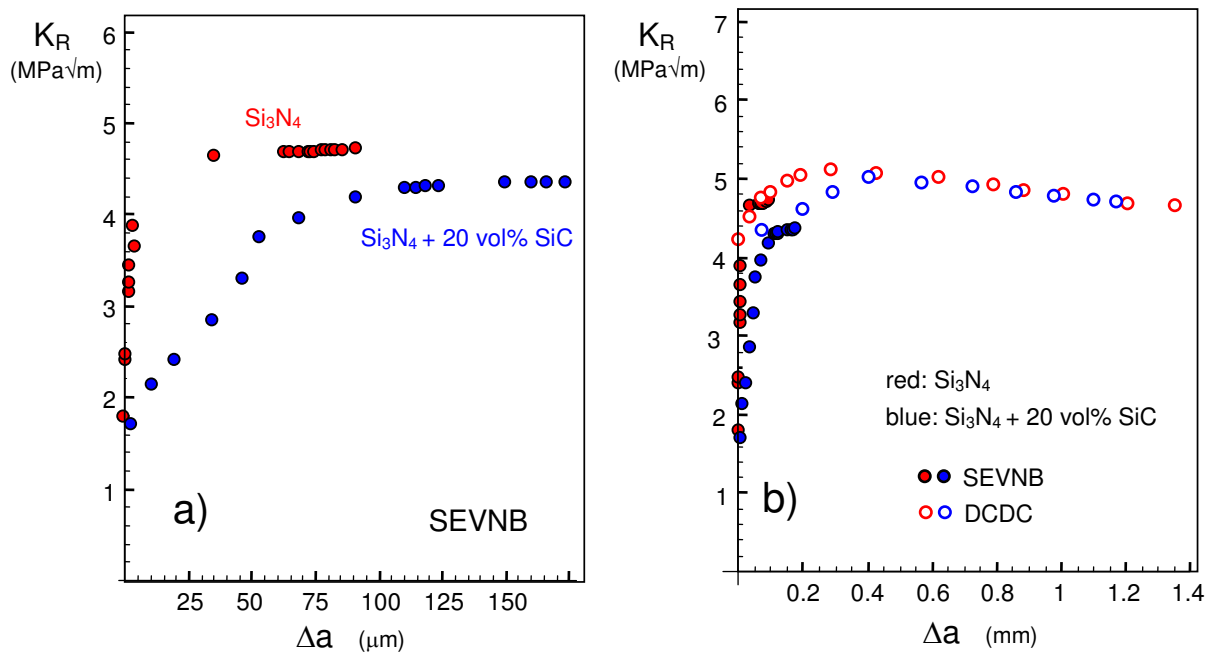 K_R
(MPa√m)
6
5
4
3
2
1
Si₃N₄
Si₃N₄ + 20 vol% SiC
a)
SEVNB
25
50
75
100
125
150
Δa (μm)
K_R
(MPa√m)
7
6
5
4
3
2
1
red: Si₃N₄
blue: Si₃N₄ + 20 vol% SiC
SEVNB
DCDC
b)
0.2
0.4
0.6
0.8
1
1.2
1.4
Δa (mm)